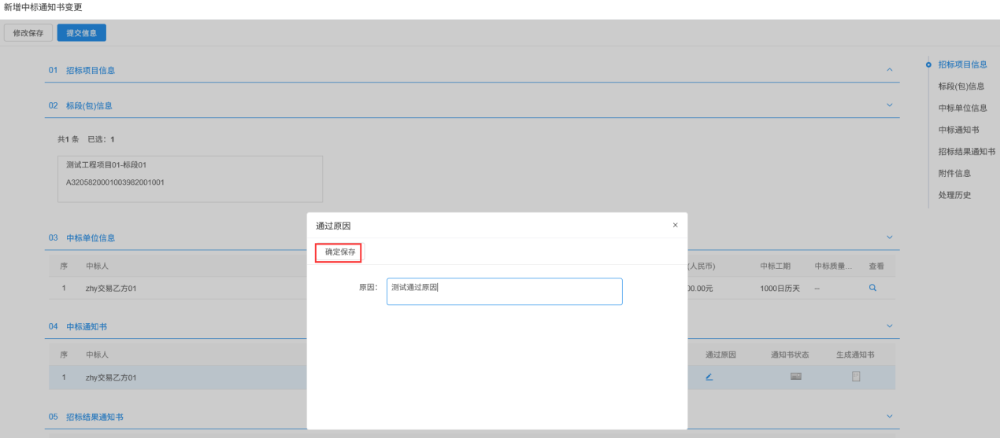 新增中标通知书变更
修改保存 提交信息
01 招标项目信息
02 标段(包)信息
共1 条 已选：1
测试工程项目01-标段01
A3205820001003982001001
03 中标单位信息
序 中标人 (人民币) 中标工期 中标质量... 查看
1 zhy交易乙方01 00.00元 1000日历天 --
04 中标通知书
序 中标人 通过原因 通知书状态 生成通知书
1 zhy交易乙方01
05 招标结果通知书
通过原因 ×
确定保存
原因： 测试通过原因
招标项目信息
标段(包)信息
中标单位信息
中标通知书
招标结果通知书
附件信息
处理历史